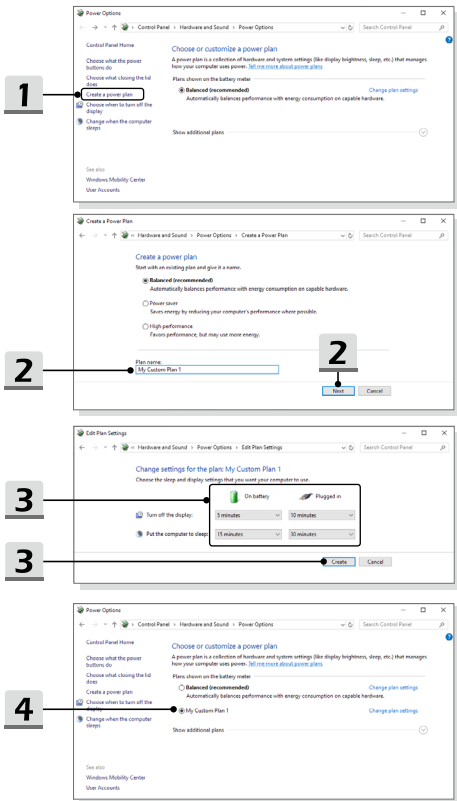 Power Options
Control Panel › Hardware and Sound › Power Options
Search Control Panel
Control Panel Home
Choose what the power
buttons do
Choose what closing the lid
does
1
Create a power plan
Choose when to turn off the
display
Change when the computer
sleeps
See also
Windows Mobility Center
User Accounts
Choose or customize a power plan
A power plan is a collection of hardware and system settings (like display brightness, sleep, etc.) that manages
how your computer uses power. Tell me more about power plans
Plans shown on the battery meter
Balanced (recommended)
Change plan settings
Automatically balances performance with energy consumption on capable hardware.
Show additional plans
Create a Power Plan
« Hardware and Sound › Power Options › Create a Power Plan
Search Control Panel
Create a power plan
Start with an existing plan and give it a name.
Balanced (recommended)
Automatically balances performance with energy consumption on capable hardware.
Power saver
Saves energy by reducing your computer's performance where possible.
High performance
Favors performance, but may use more energy.
Plan name:
2
My Custom Plan 1
2
Next
Cancel
Edit Plan Settings
« Hardware and Sound › Power Options › Edit Plan Settings
Search Control Panel
Change settings for the plan: My Custom Plan 1
Choose the sleep and display settings that you want your computer to use.
3
On battery
Plugged in
Turn off the display:
5 minutes
10 minutes
Put the computer to sleep:
15 minutes
30 minutes
3
Create
Cancel
Power Options
Control Panel › Hardware and Sound › Power Options
Search Control Panel
Control Panel Home
Choose what the power
buttons do
Choose what closing the lid
does
Create a power plan
Choose when to turn off the
display
Change when the computer
sleeps
See also
Windows Mobility Center
User Accounts
Choose or customize a power plan
A power plan is a collection of hardware and system settings (like display brightness, sleep, etc.) that manages
how your computer uses power. Tell me more about power plans
Plans shown on the battery meter
Balanced (recommended)
Change plan settings
Automatically balances performance with energy consumption on capable hardware.
4
My Custom Plan 1
Change plan settings
Show additional plans